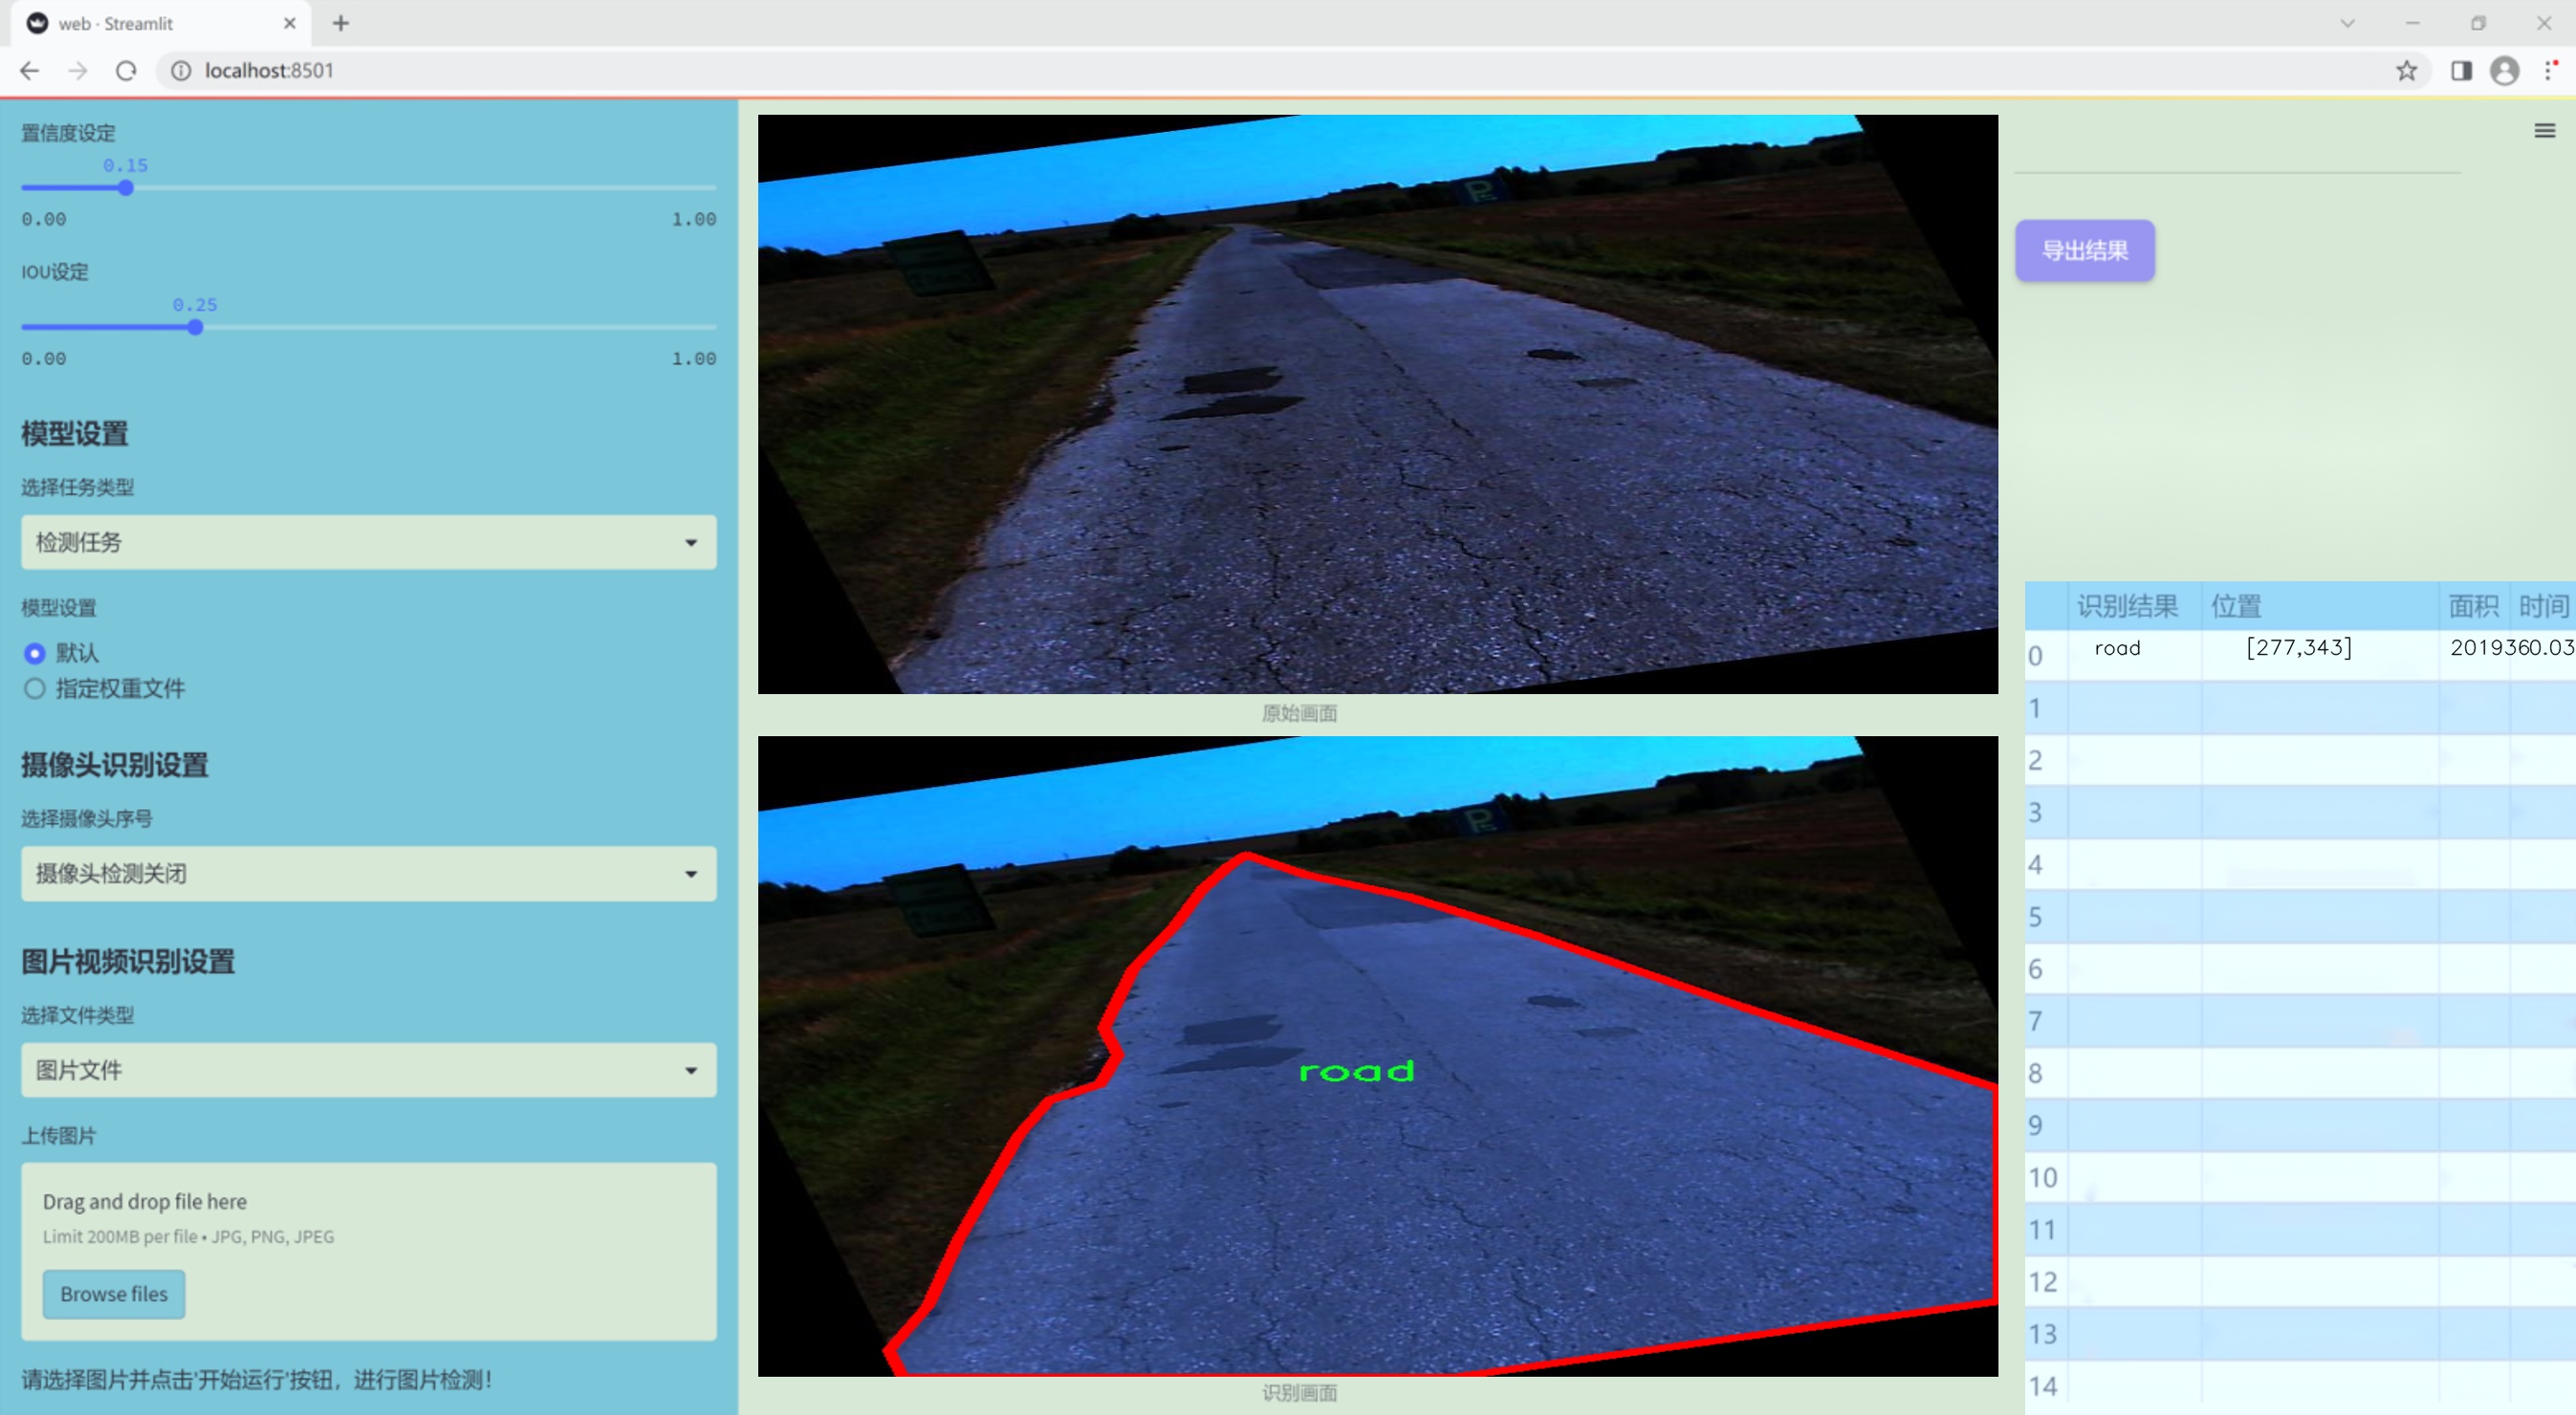 web · Streamlit
localhost:8501
置信度设定
0.15
0.00 1.00
IOU设定
0.25
0.00 1.00
模型设置
选择任务类型
检测任务
模型设置
默认
指定权重文件
摄像头识别设置
选择摄像头序号
摄像头检测关闭
图片视频识别设置
选择文件类型
图片文件
上传图片
Drag and drop file here
Limit 200MB per file • JPG, PNG, JPEG
Browse files
请选择图片并点击'开始运行'按钮，进行图片检测!
原始画面
road
识别画面
导出结果
识别结果 位置 面积 时间
0 road [277,343] 2019360.03
1
2
3
4
5
6
7
8
9
10
11
12
13
14